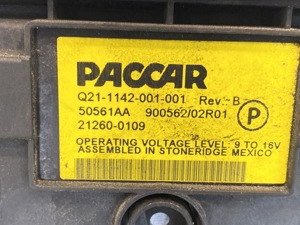 PACCAR
Q21-1142-001-001 Rev.-B
50561AA 900562/02R01
P
21260-0109
OPERATING VOLTAGE LEVEL: 9 TO 16V
ASSEMBLED IN STONERIDGE MEXICO